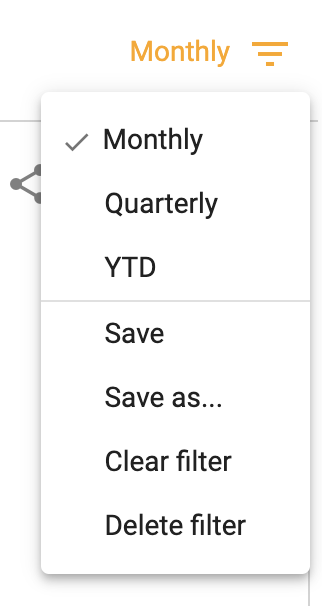 Monthly
Monthly
Quarterly
YTD
Save
Save as...
Clear filter
Delete filter